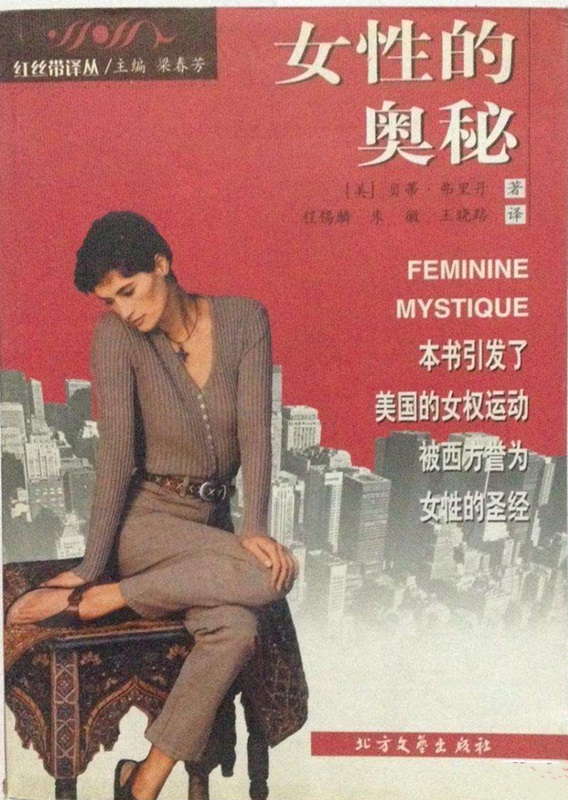 红丝带译丛/主编 梁春芳
女性的
奥秘
[美] 贝蒂·弗里丹 著
程锡麟 朱徽 王晓路 译
FEMININE
MYSTIQUE
本书引发了
美国的女权运动
被西方誉为
女性的圣经
北方文艺出版社